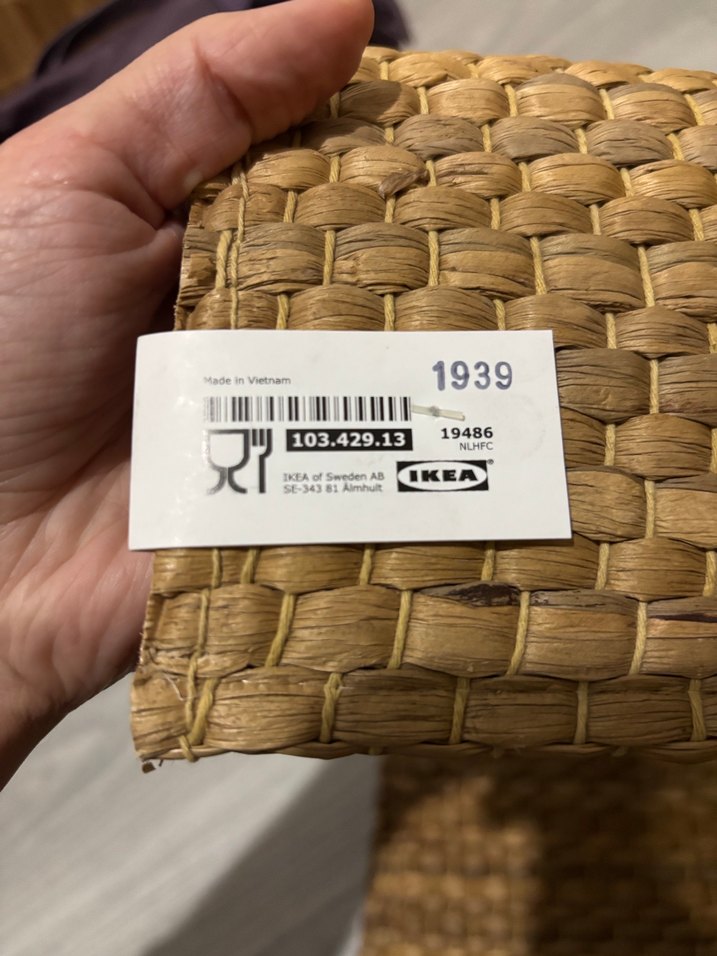 Made in Vietnam
1939
103.429.13
19486
NLHFC
IKEA of Sweden AB
SE-343 81 Älmhult
IKEA®